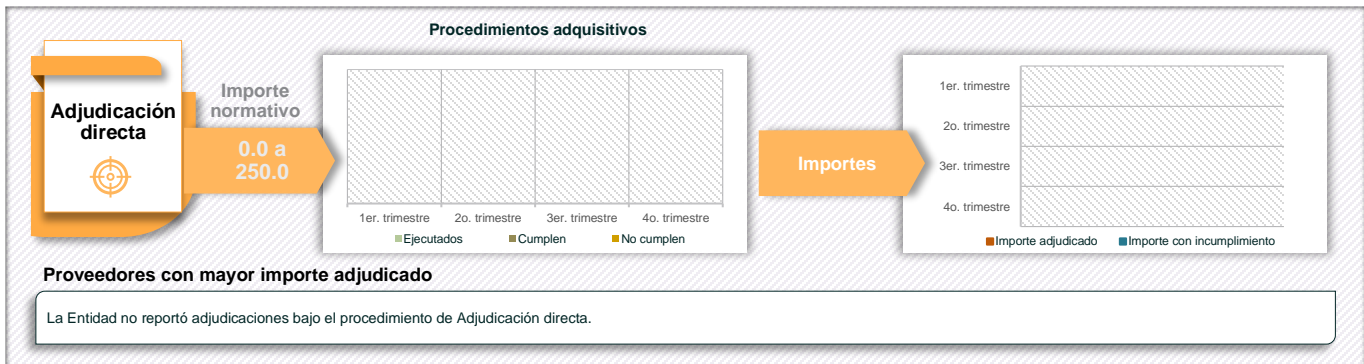 Procedimientos adquisitivos
Adjudicación
directa
Importe
normativo
0.0 a
250.0
1er. trimestre
2o. trimestre
3er. trimestre
4o. trimestre
Ejecutados
Cumplen
No cumplen
Importes
1er. trimestre
2o. trimestre
3er. trimestre
4o. trimestre
Importe adjudicado
Importe con incumplimiento
Proveedores con mayor importe adjudicado
La Entidad no reportó adjudicaciones bajo el procedimiento de Adjudicación directa.